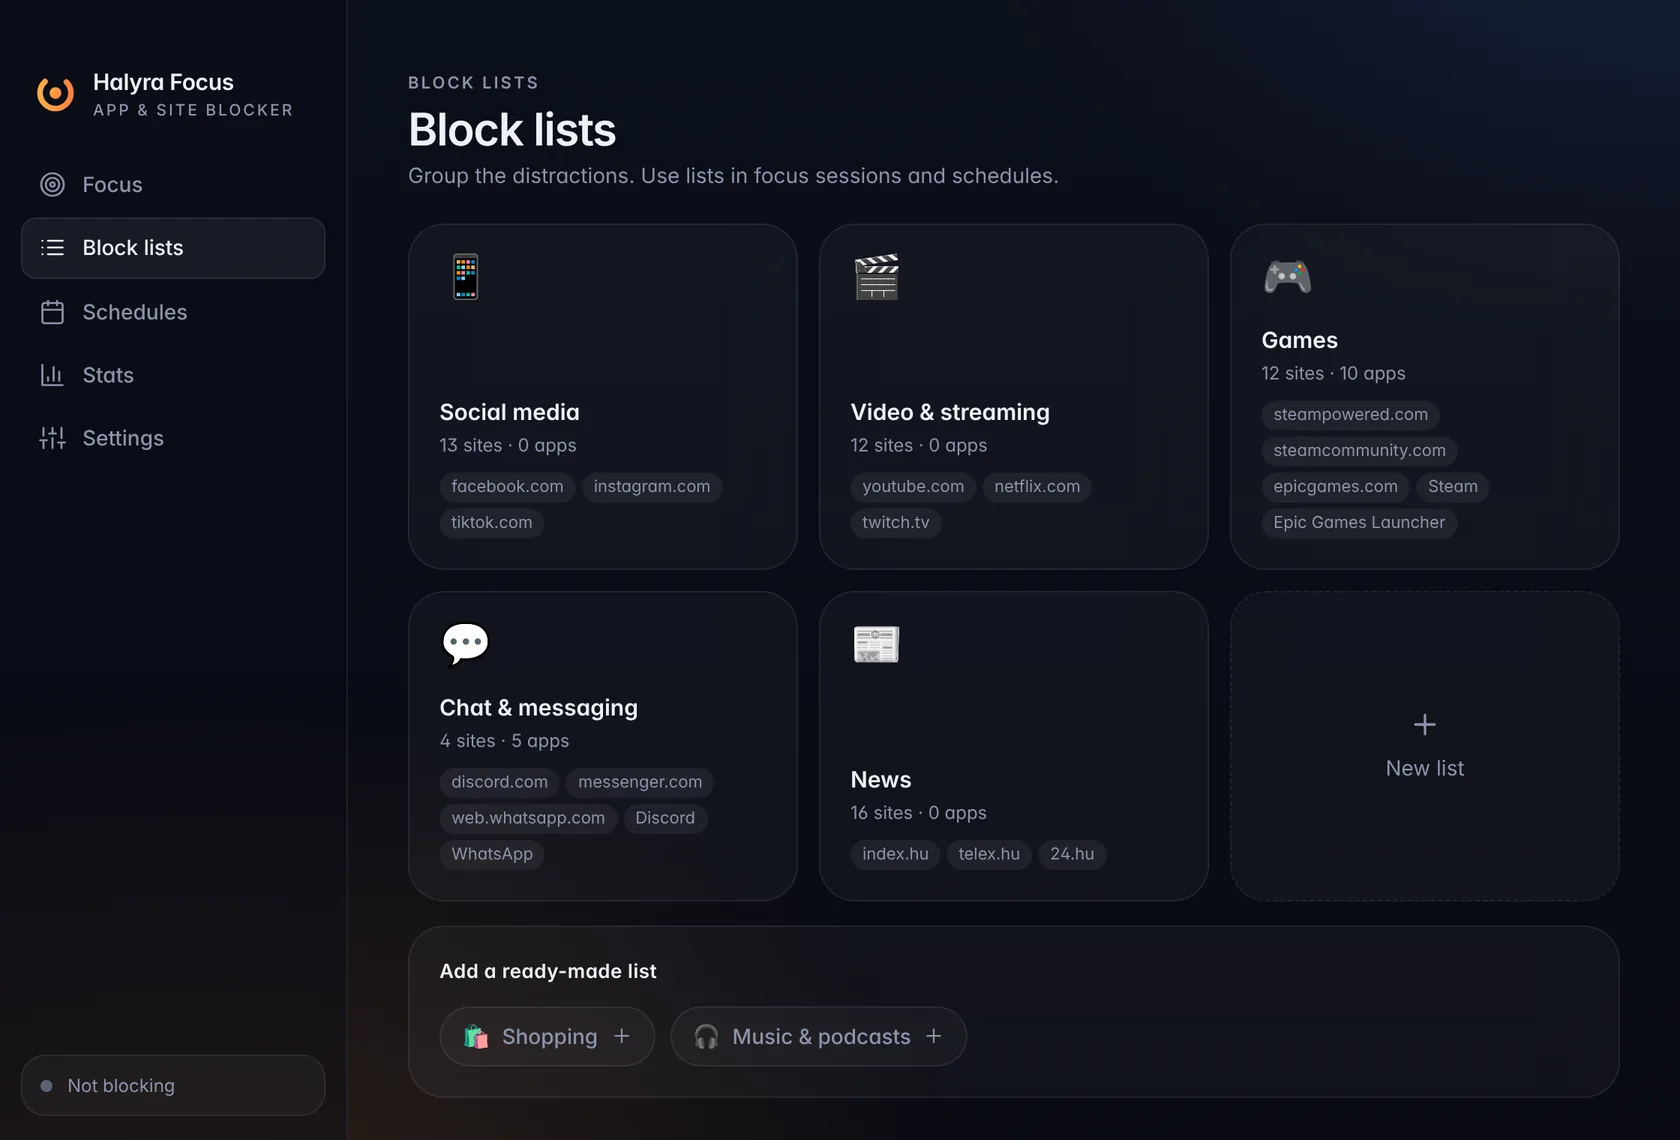 Halyra Focus
APP & SITE BLOCKER
Focus
Block lists
Schedules
Stats
Settings
Not blocking
BLOCK LISTS
Block lists
Group the distractions. Use lists in focus sessions and schedules.
Social media
13 sites · 0 apps
facebook.com instagram.com
tiktok.com
Video & streaming
12 sites · 0 apps
youtube.com netflix.com
twitch.tv
Games
12 sites · 10 apps
steampowered.com
steamcommunity.com
epicgames.com Steam
Epic Games Launcher
Chat & messaging
4 sites · 5 apps
discord.com messenger.com
web.whatsapp.com Discord
WhatsApp
News
16 sites · 0 apps
index.hu telex.hu 24.hu
+
New list
Add a ready-made list
Shopping + Music & podcasts +